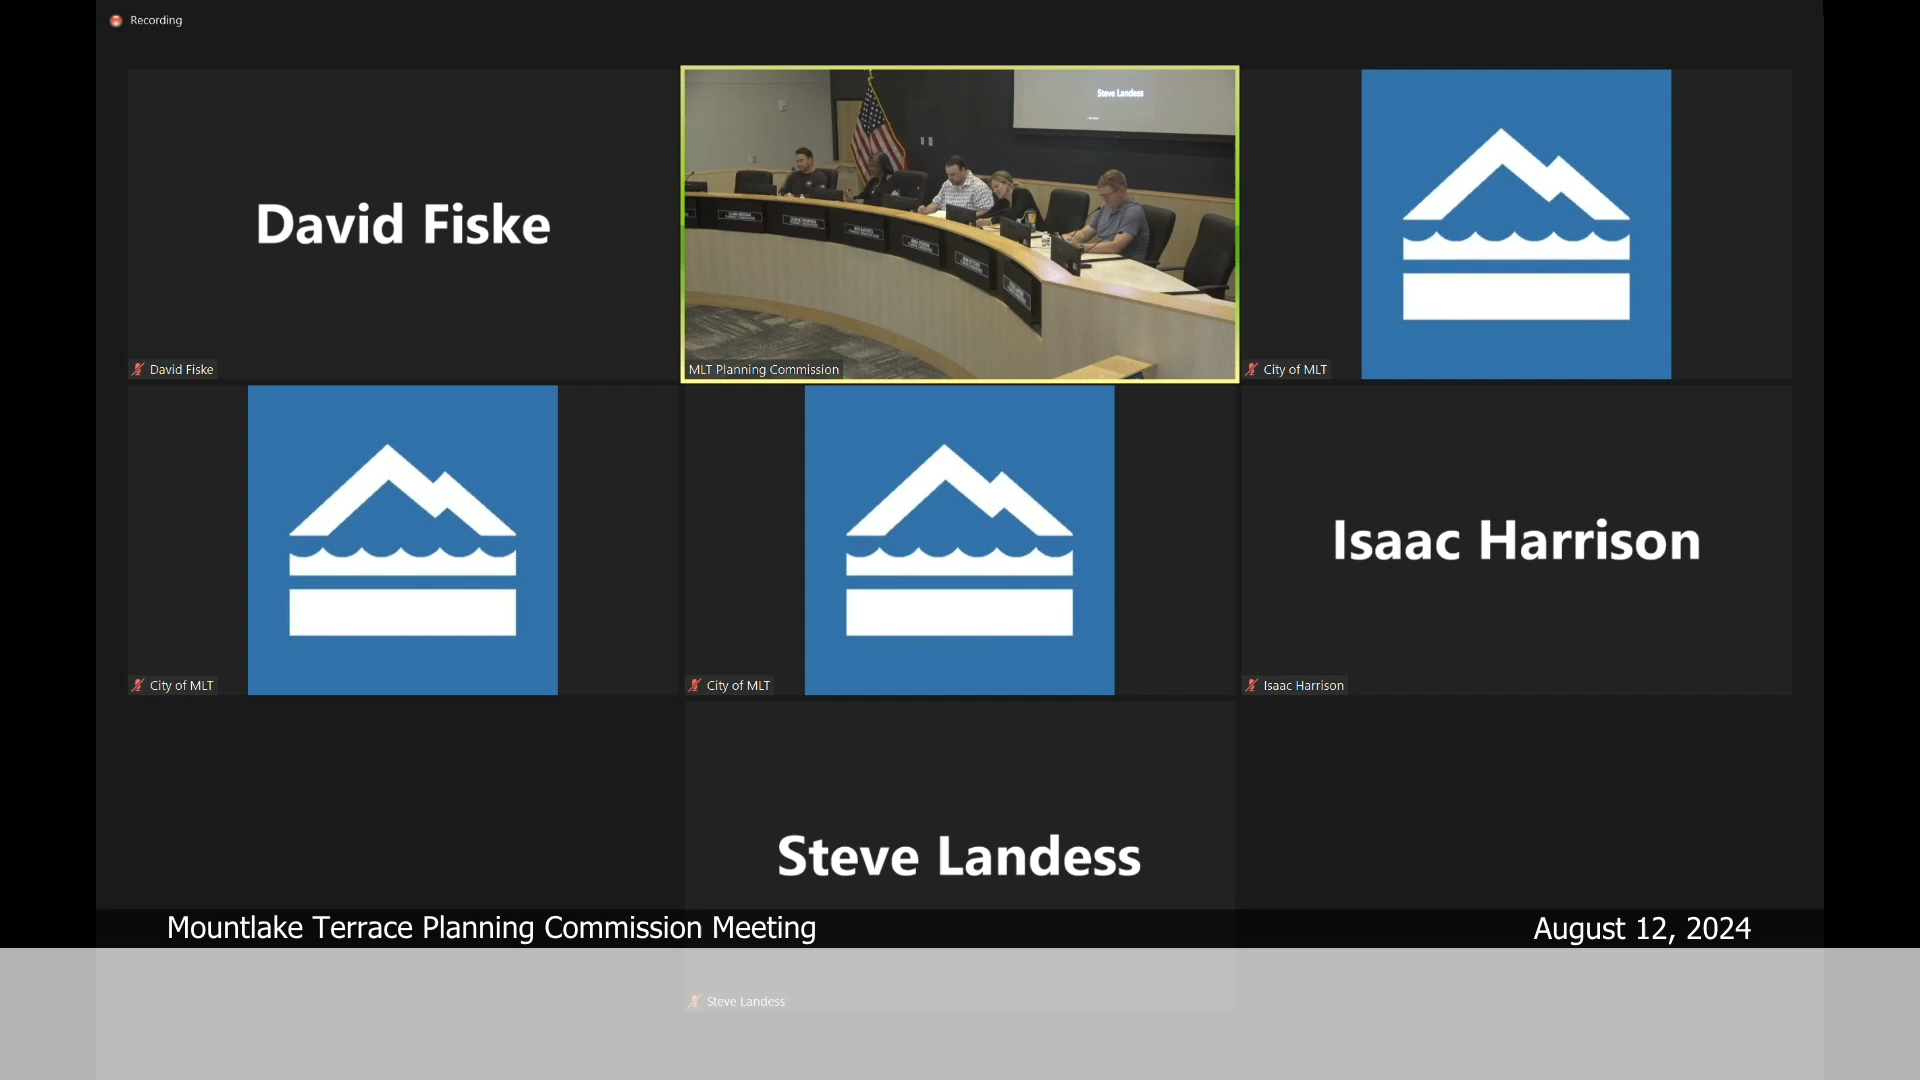 Recording
David Fiske
Steve Landess
David Fiske
MLT Planning Commission
City of MLT
Isaac Harrison
City of MLT
City of MLT
Isaac Harrison
Steve Landess
Mountlake Terrace Planning Commission Meeting
August 12, 2024
Steve Landess